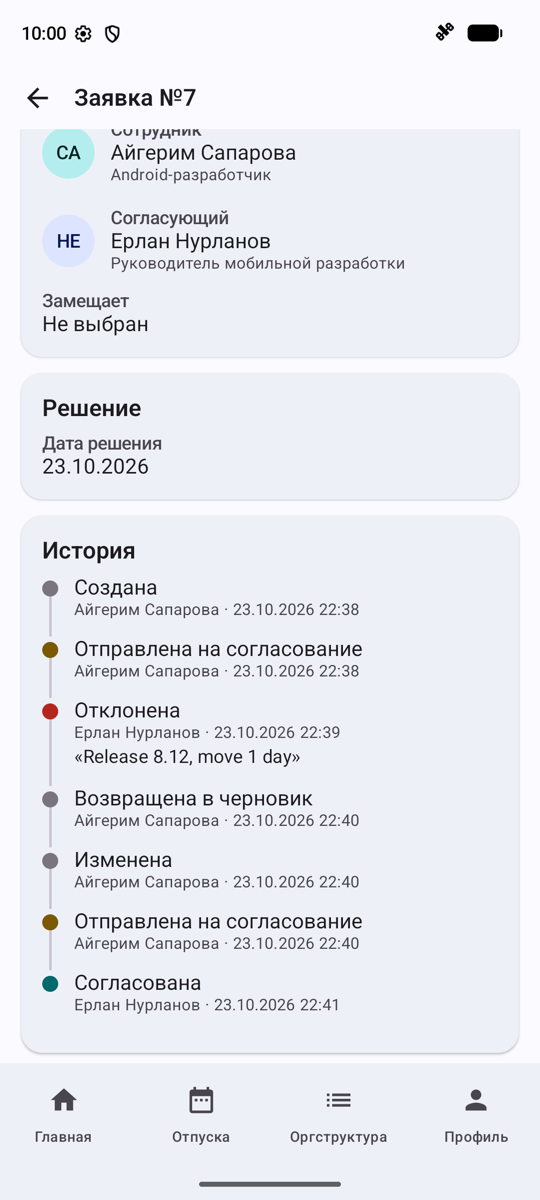 10:00
Заявка №7
Сотрудник
СА
Айгерим Сапарова
Android-разработчик
Согласующий
НЕ
Ерлан Нурланов
Руководитель мобильной разработки
Замещает
Не выбран
Решение
Дата решения
23.10.2026
История
Создана
Айгерим Сапарова · 23.10.2026 22:38
Отправлена на согласование
Айгерим Сапарова · 23.10.2026 22:38
Отклонена
Ерлан Нурланов · 23.10.2026 22:39
«Release 8.12, move 1 day»
Возвращена в черновик
Айгерим Сапарова · 23.10.2026 22:40
Изменена
Айгерим Сапарова · 23.10.2026 22:40
Отправлена на согласование
Айгерим Сапарова · 23.10.2026 22:40
Согласована
Ерлан Нурланов · 23.10.2026 22:41
Главная
Отпуска
Оргструктура
Профиль